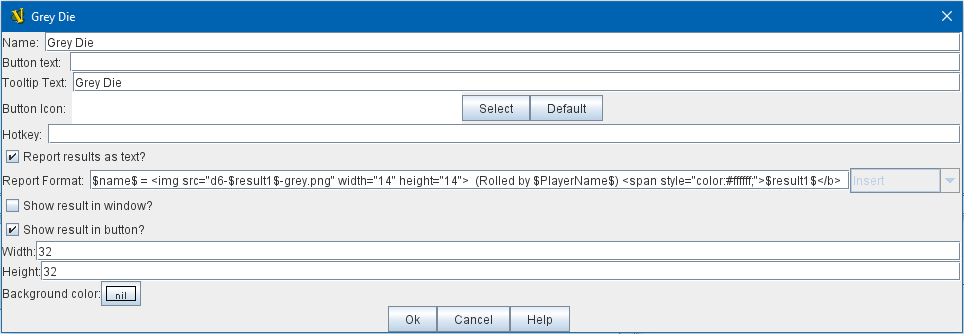 Grey Die
Name: Grey Die
Button text:
Tooltip Text: Grey Die
Button Icon: Select Default
Hotkey:
Report results as text?
Report Format: $name$ = <img src="d6-$result1$-grey.png" width="14" height="14">  (Rolled by $PlayerName$) <span style="color:#ffffff;">$result1$</b> Insert
Show result in window?
Show result in button?
Width: 32
Height: 32
Background color: nil
Ok Cancel Help